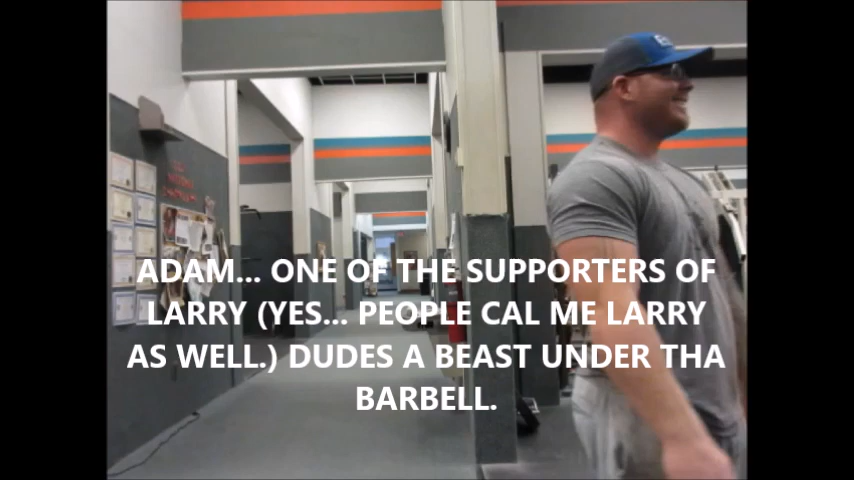 ADAM... ONE OF THE SUPPORTERS OF
LARRY (YES... PEOPLE CAL ME LARRY
AS WELL.) DUDES A BEAST UNDER THA
BARBELL.